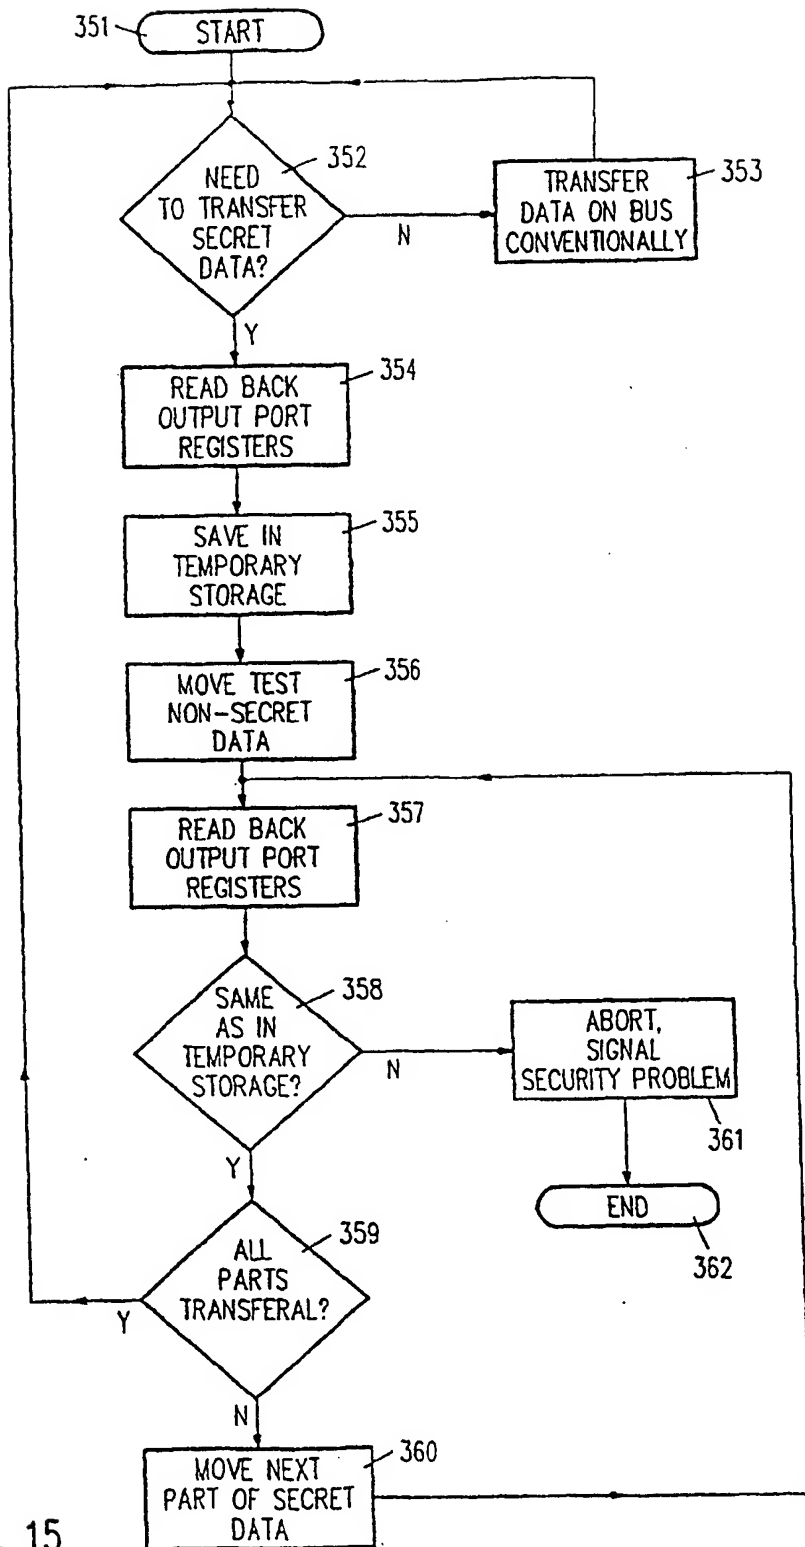 351
START
352
NEED
TO TRANSFER
SECRET
DATA?
N
Y
353
TRANSFER
DATA ON BUS
CONVENTIONALLY
354
READ BACK
OUTPUT PORT
REGISTERS
355
SAVE IN
TEMPORARY
STORAGE
356
MOVE TEST
NON-SECRET
DATA
357
READ BACK
OUTPUT PORT
REGISTERS
358
SAME
AS IN
TEMPORARY
STORAGE?
N
Y
ABORT,
SIGNAL
SECURITY PROBLEM
361
END
362
359
ALL
PARTS
TRANSFERAL?
Y
N
360
MOVE NEXT
PART OF SECRET
DATA
15